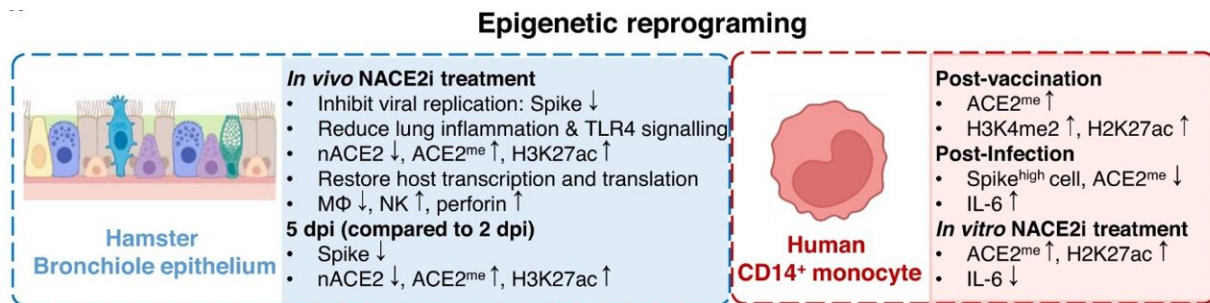 Epigenetic reprograming
In vivo NACE2i treatment
• Inhibit viral replication: Spike ↓
• Reduce lung inflammation & TLR4 signalling
• nACE2 ↓, ACE2ᵐᵉ ↑, H3K27ac ↑
• Restore host transcription and translation
• MΦ ↓, NK ↑, perforin ↑
5 dpi (compared to 2 dpi)
• Spike ↓
• nACE2 ↓, ACE2ᵐᵉ ↑, H3K27ac ↑
Hamster
Bronchiole epithelium
Human
CD14⁺ monocyte
Post-vaccination
• ACE2ᵐᵉ ↑
• H3K4me2 ↑, H2K27ac ↑
Post-Infection
• Spikeʰⁱᵍʰ cell, ACE2ᵐᵉ ↓
• IL-6 ↑
In vitro NACE2i treatment
• ACE2ᵐᵉ ↑, H2K27ac ↑
• IL-6 ↓